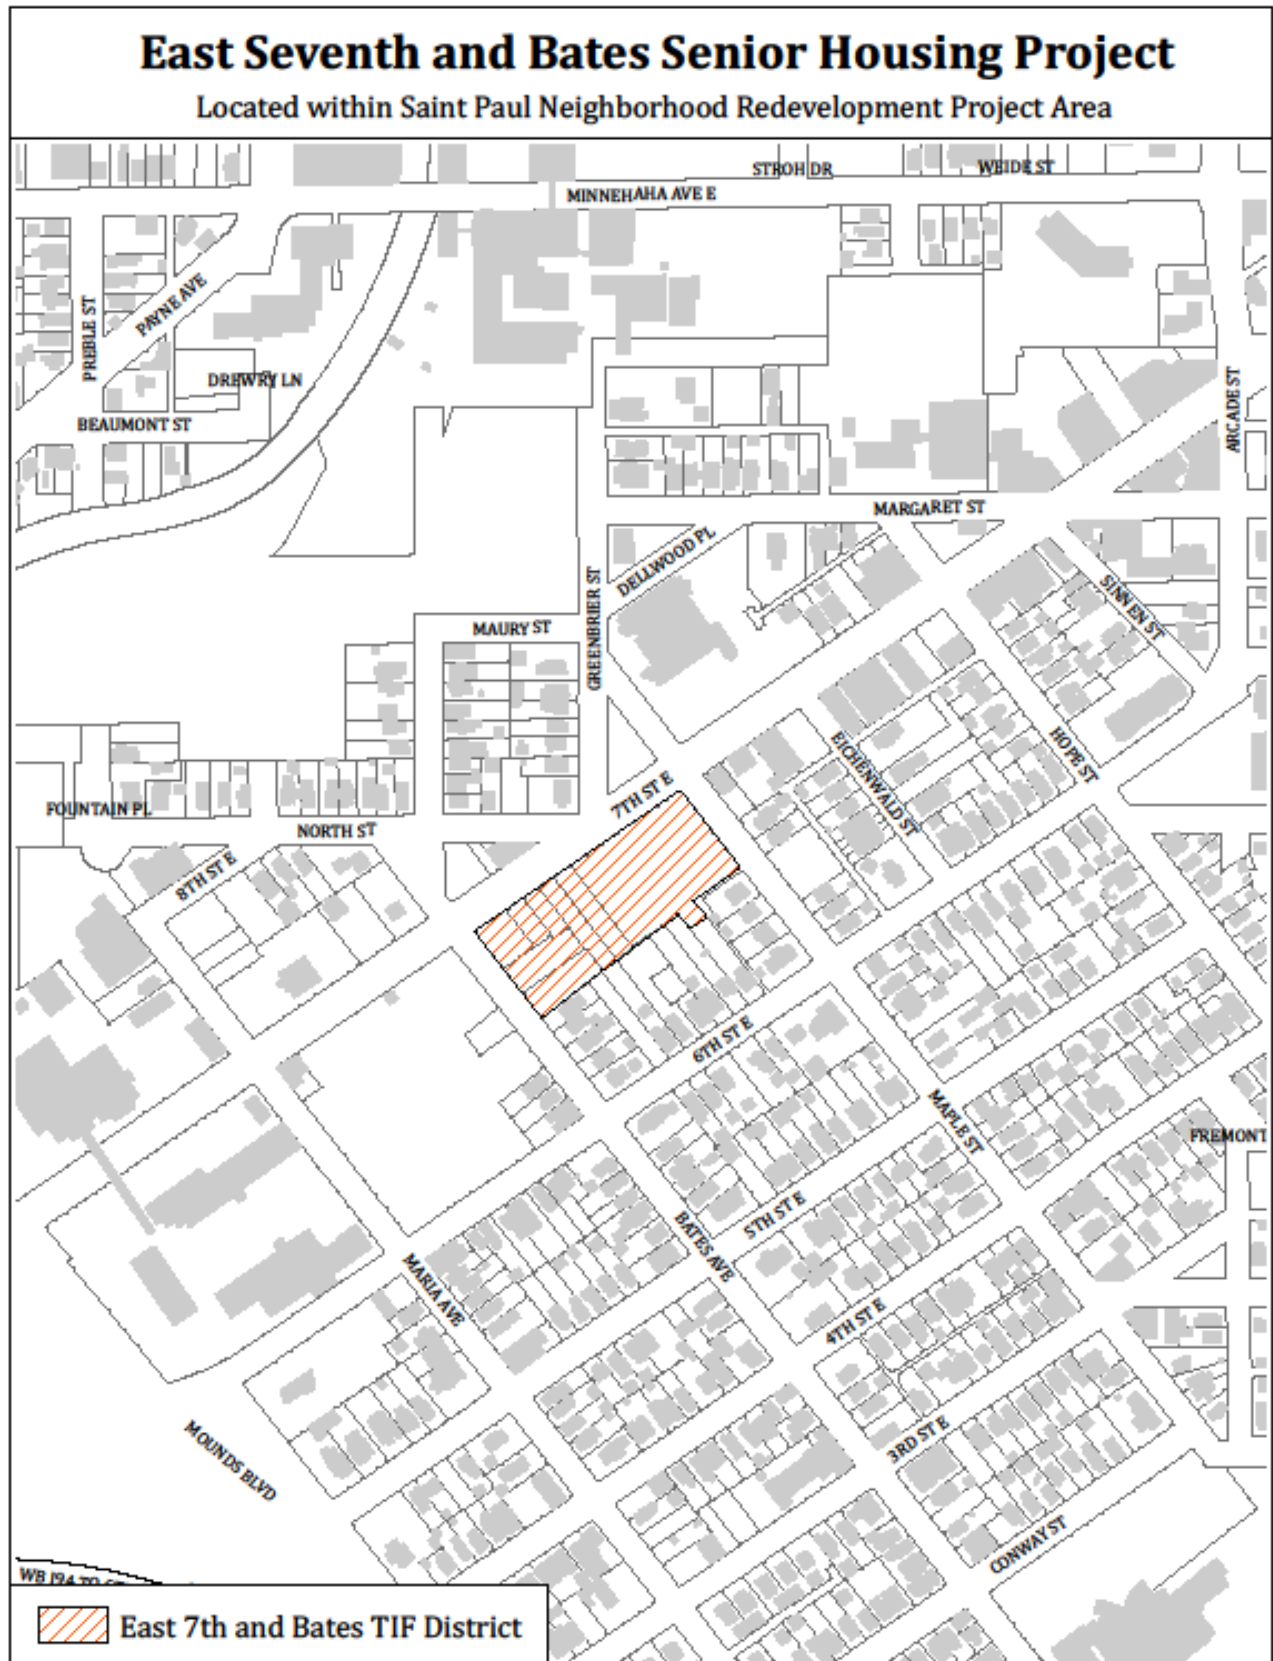 East Seventh and Bates Senior Housing Project
Located within Saint Paul Neighborhood Redevelopment Project Area
STROH DR
WEIDE ST
MINNEHAHA AVE E
PAYNE AVE
PREBLE ST
DREWRY LN
ARCADE ST
BEAUMONT ST
MARGARET ST
DELLWOOD PL
SINNEN ST
GREENBRIER ST
MAURY ST
HOPE ST
EICHENWALD ST
7TH ST E
FOUNTAIN PL
NORTH ST
8TH ST E
6TH ST E
MAPLE ST
FREMONT
5TH ST E
BATES AVE
MARIA AVE
4TH ST E
3RD ST E
MOUNDS BLVD
CONWAY ST
WB I94 TO
East 7th and Bates TIF District